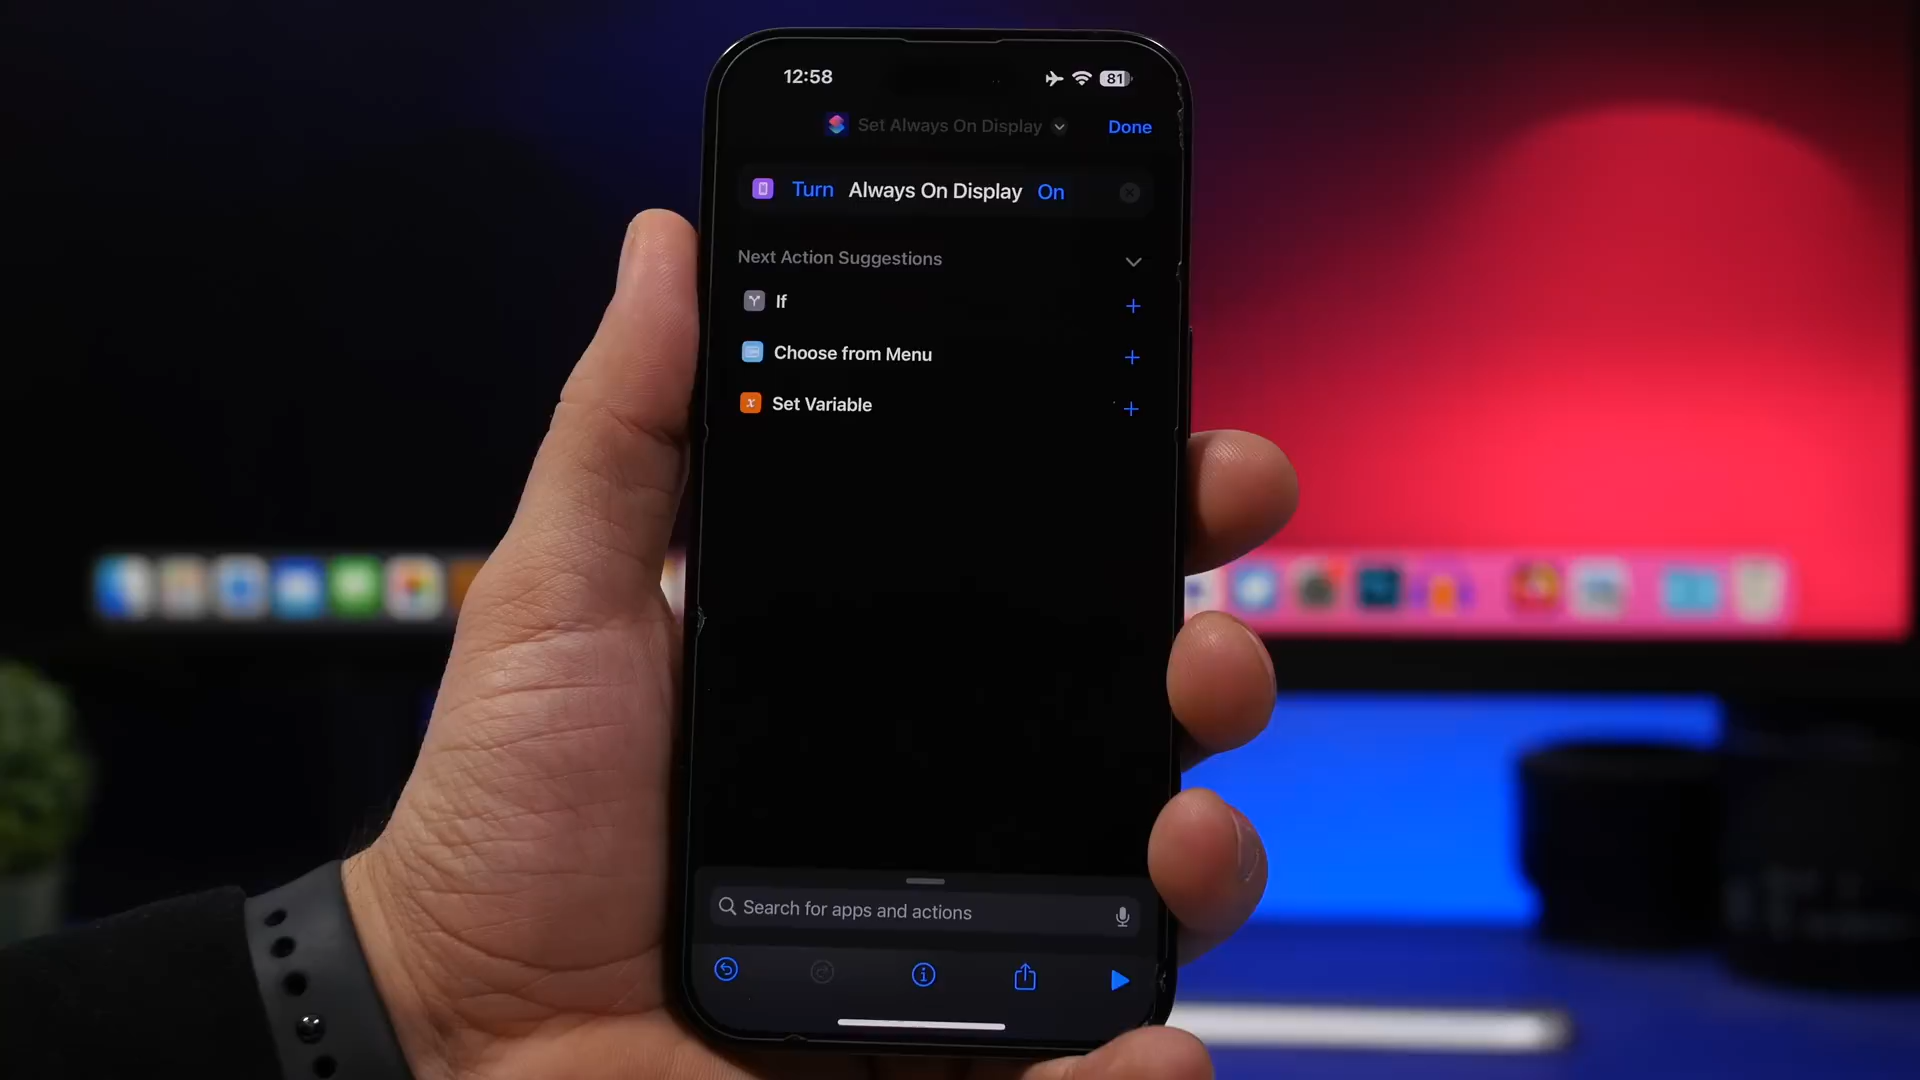 12:58
81
Set Always On Display
Done
Turn Always On Display On
Next Action Suggestions
If
Choose from Menu
x Set Variable
Search for apps and actions